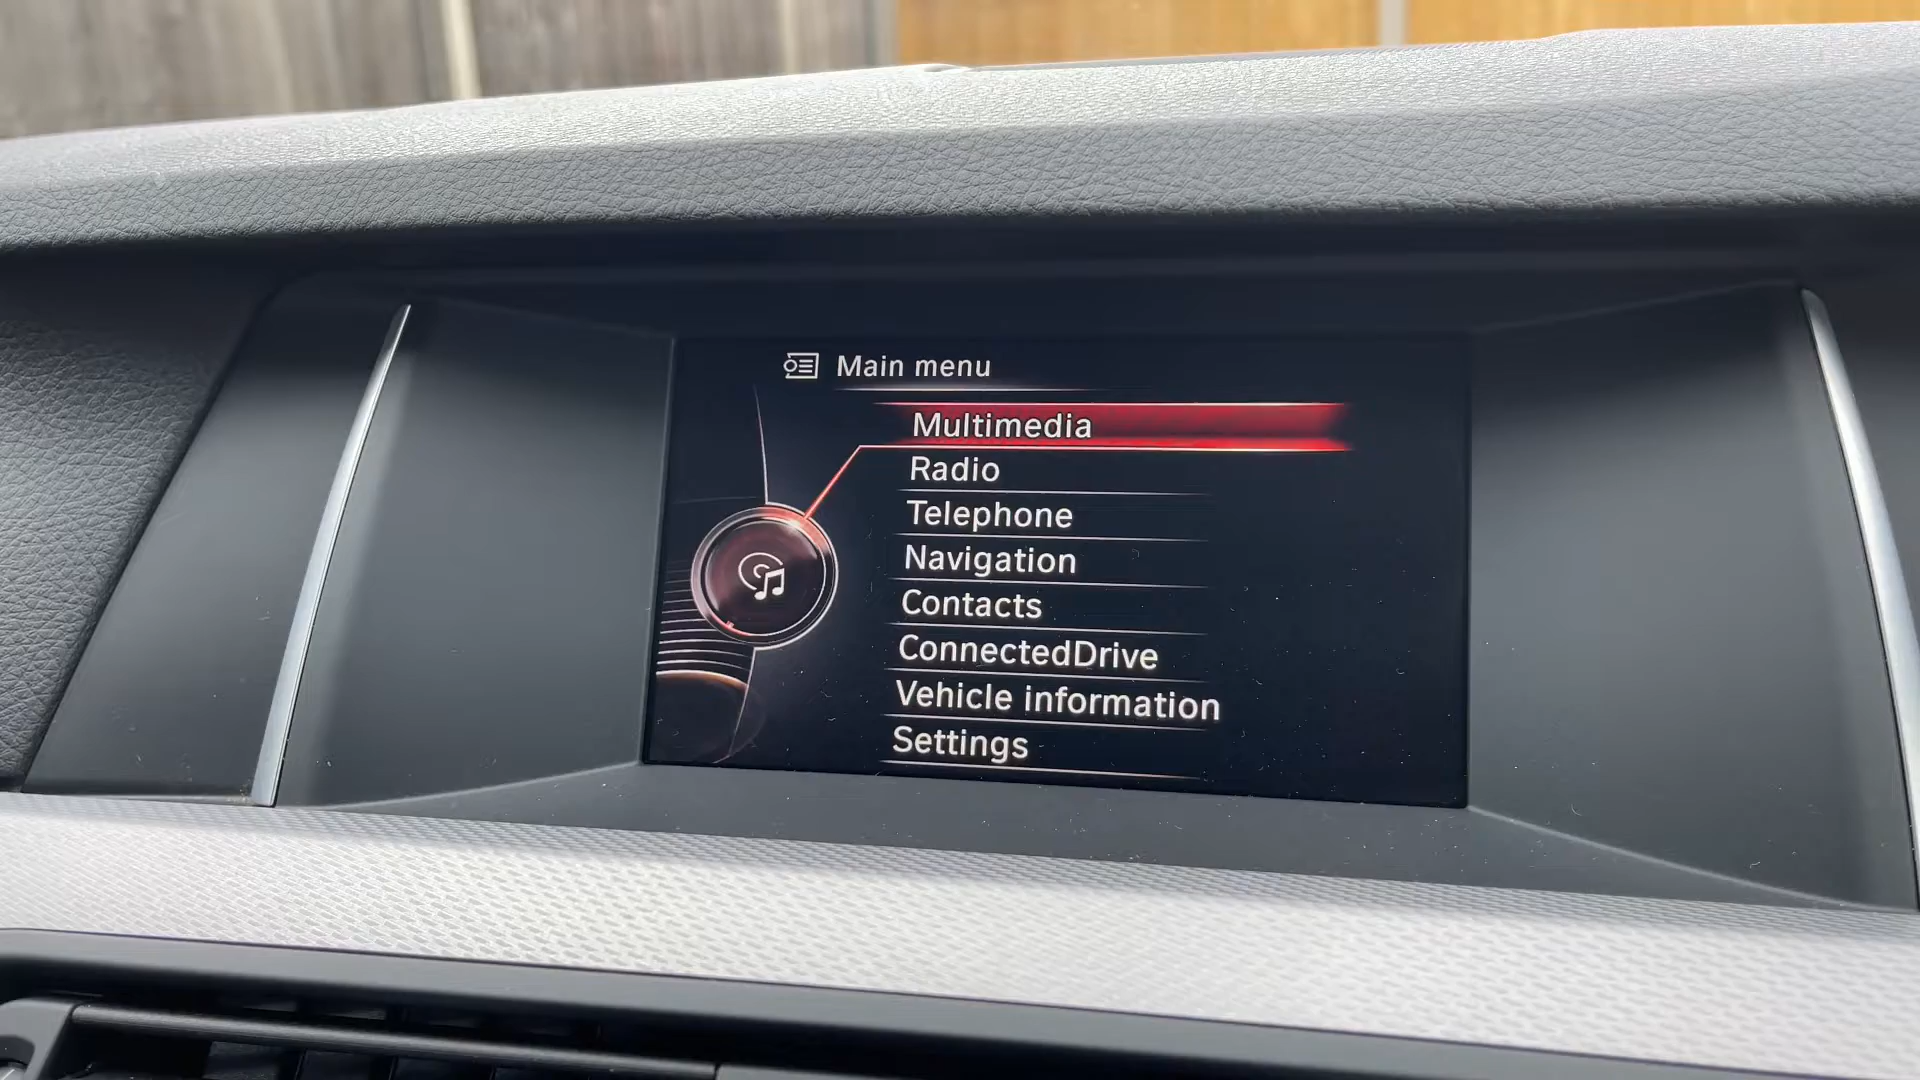 Main menu
Multimedia
Radio
Telephone
Navigation
Contacts
ConnectedDrive
Vehicle information
Settings